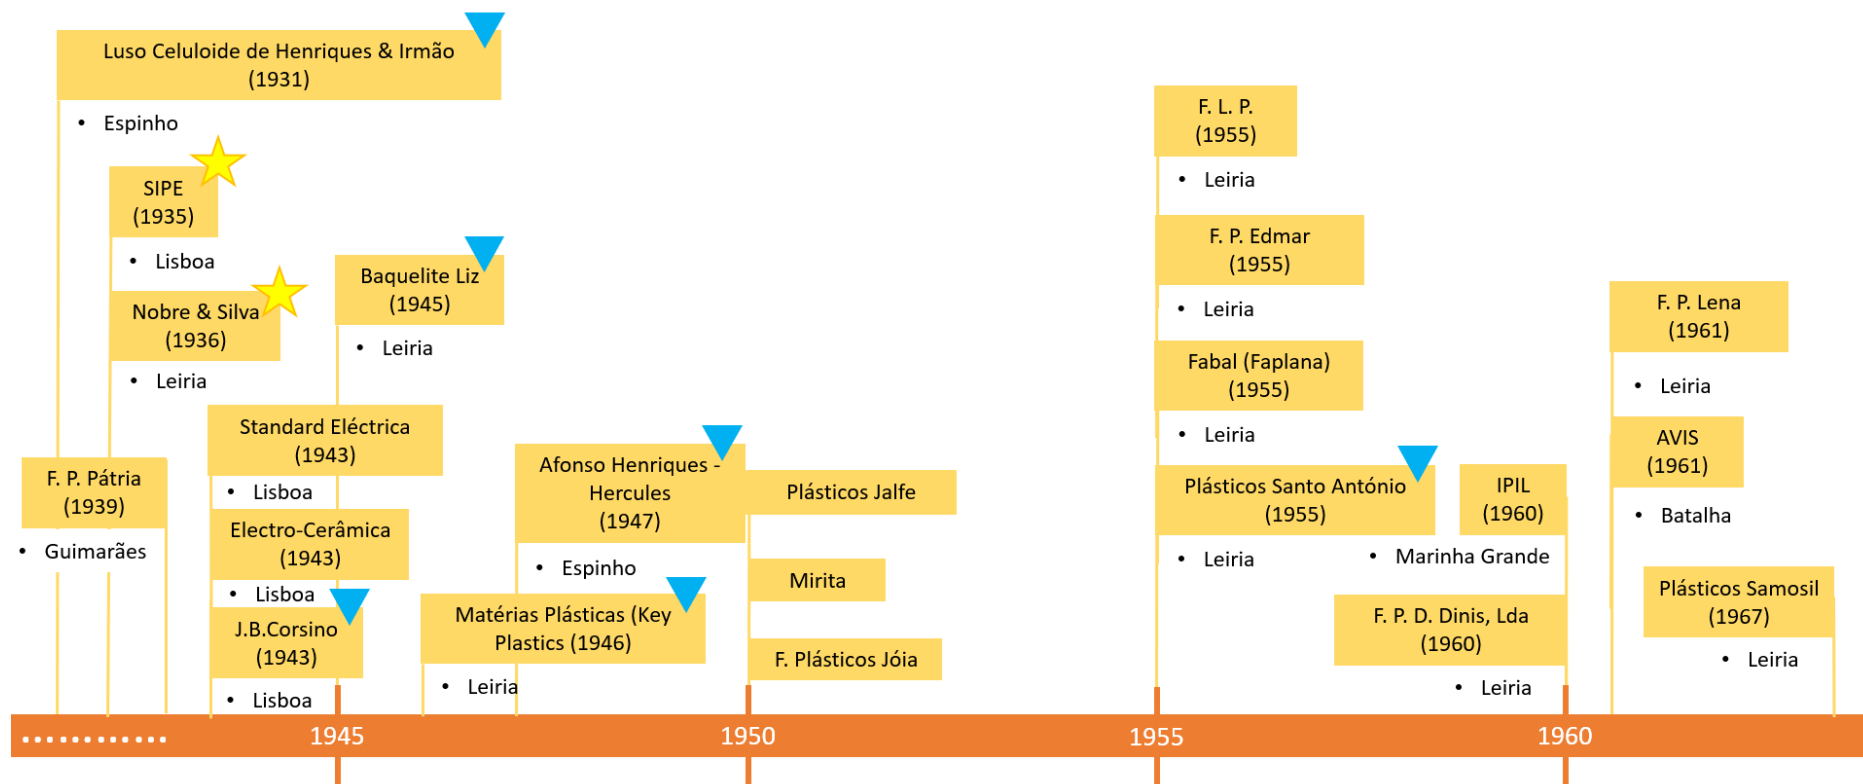 Luso Celuloide de Henriques & Irmão
(1931)
• Espinho
SIPE
(1935)
• Lisboa
Nobre & Silva
(1936)
• Leiria
F. P. Pátria
(1939)
• Guimarães
Standard Eléctrica
(1943)
• Lisboa
Electro-Cerâmica
(1943)
• Lisboa
J.B.Corsino
(1943)
• Lisboa
Baquelite Liz
(1945)
• Leiria
Matérias Plásticas (Key
Plastics (1946)
• Leiria
Afonso Henriques -
Hercules
(1947)
• Espinho
Plásticos Jalfe
Mirita
F. Plásticos Jóia
F. L. P.
(1955)
• Leiria
F. P. Edmar
(1955)
• Leiria
Fabal (Faplana)
(1955)
• Leiria
Plásticos Santo António
(1955)
• Leiria
IPIL
(1960)
• Marinha Grande
F. P. D. Dinis, Lda
(1960)
• Leiria
F. P. Lena
(1961)
• Leiria
AVIS
(1961)
• Batalha
Plásticos Samosil
(1967)
• Leiria
1945
1950
1955
1960